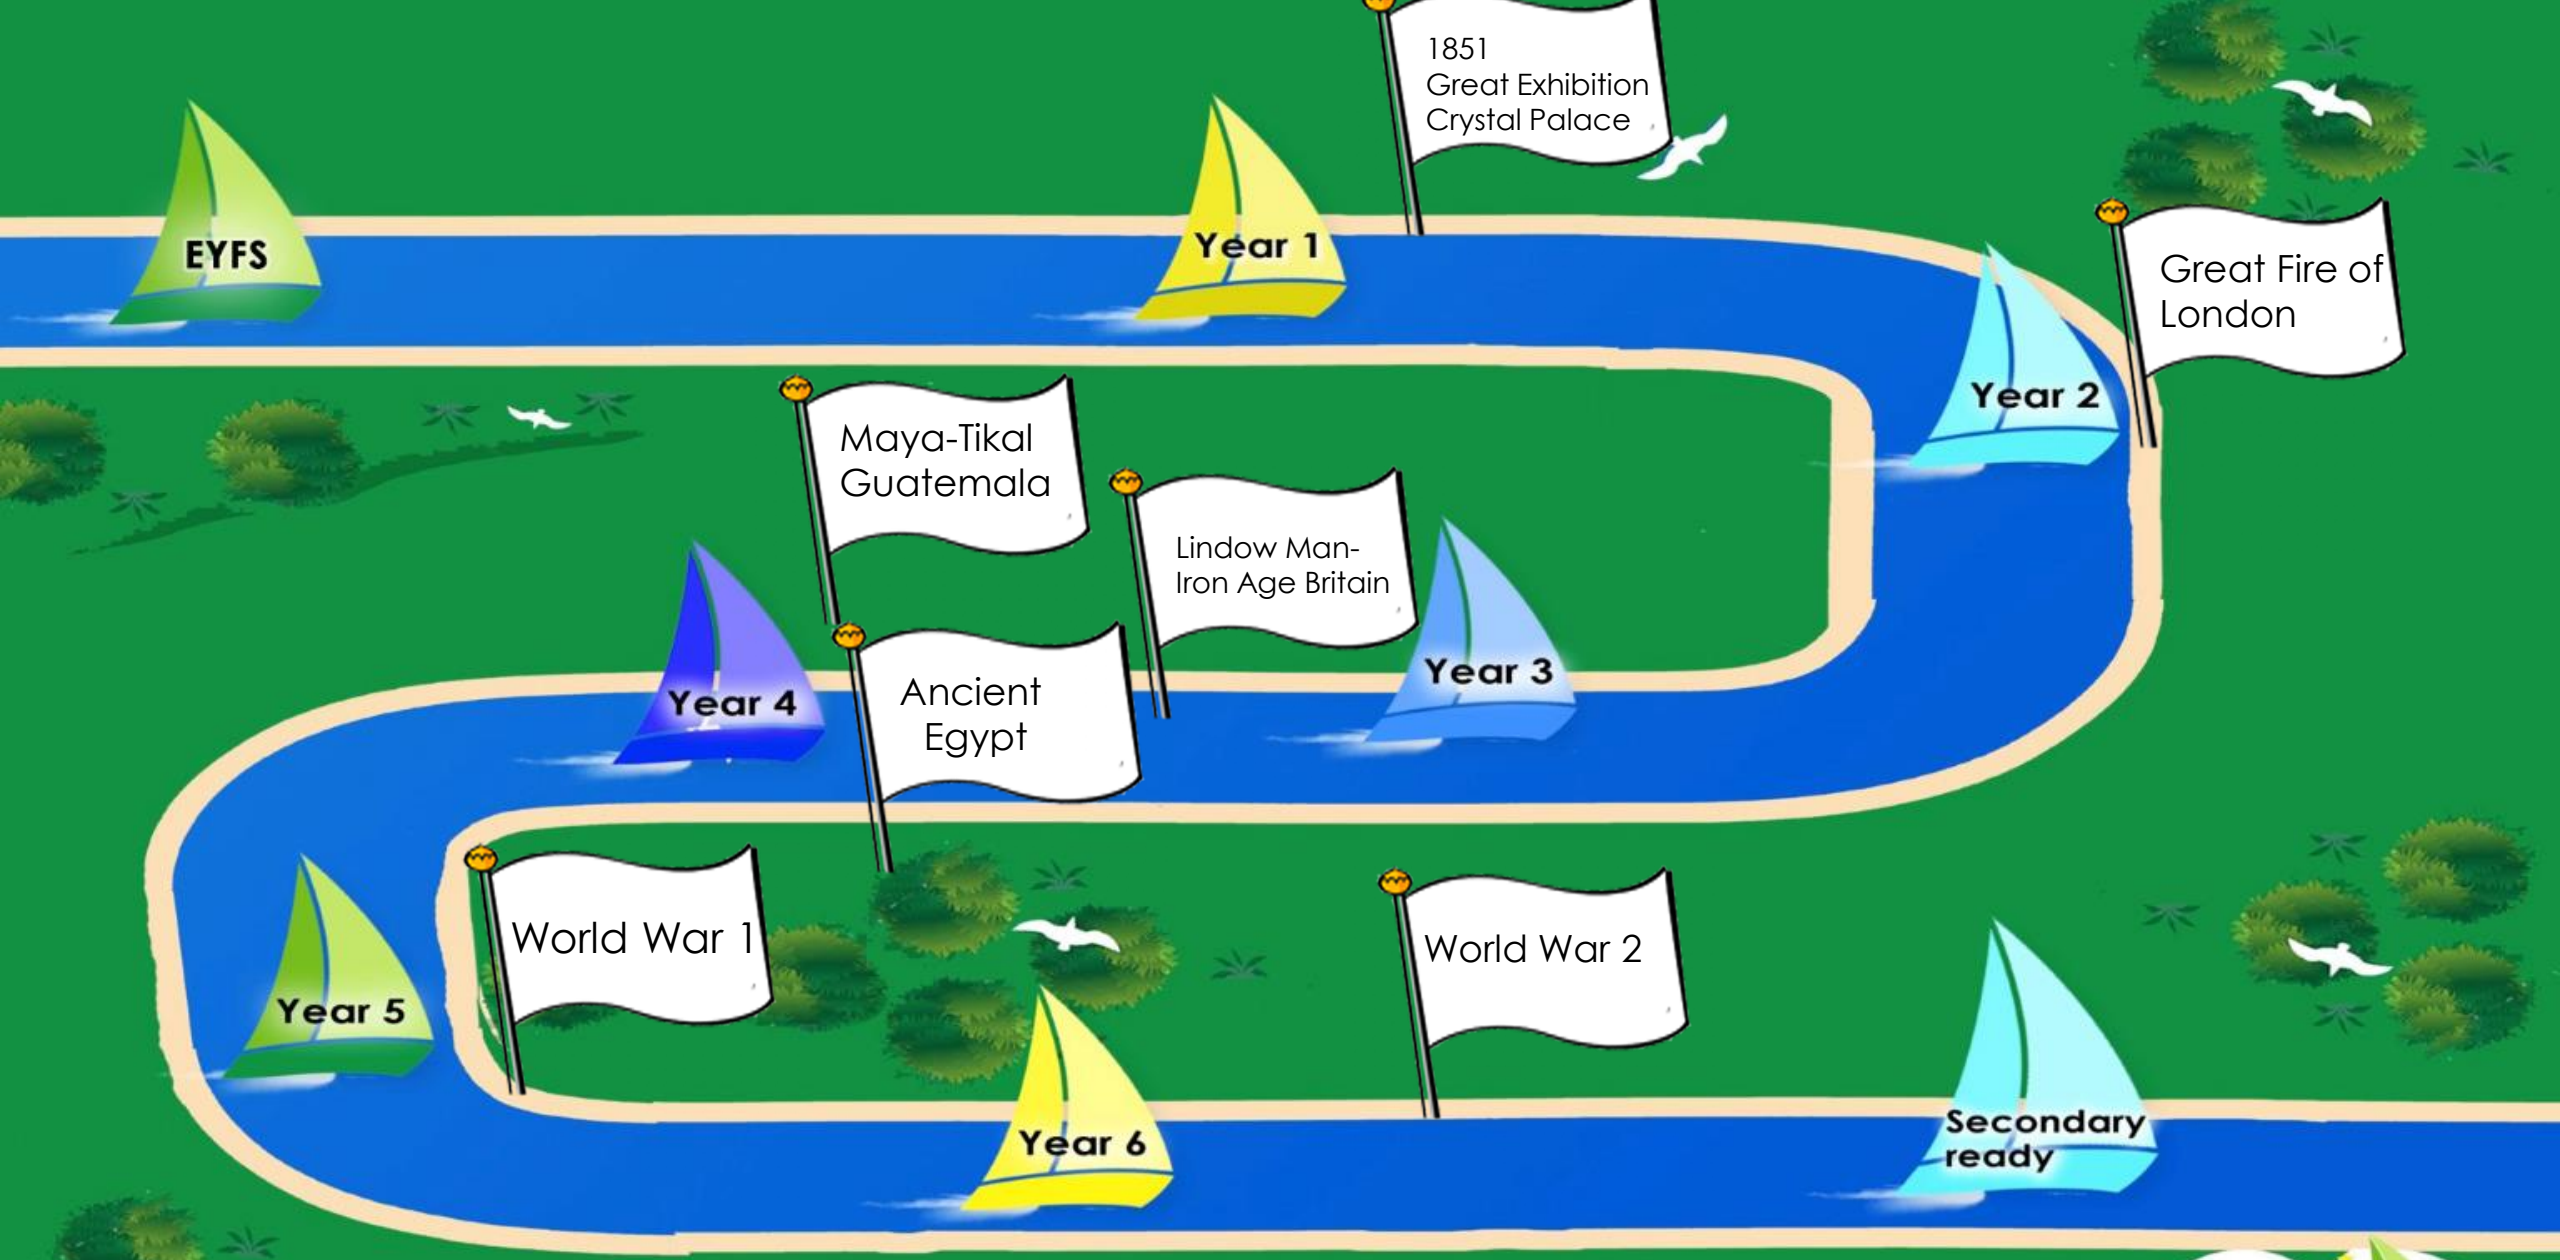 1851
Great Exhibition
Crystal Palace
EYFS
Year 1
Great Fire of
London
Year 2
Maya-Tikal
Guatemala
Lindow Man-
Iron Age Britain
Year 3
Year 4
Ancient
Egypt
World War 1
World War 2
Year 5
Year 6
Secondary
ready